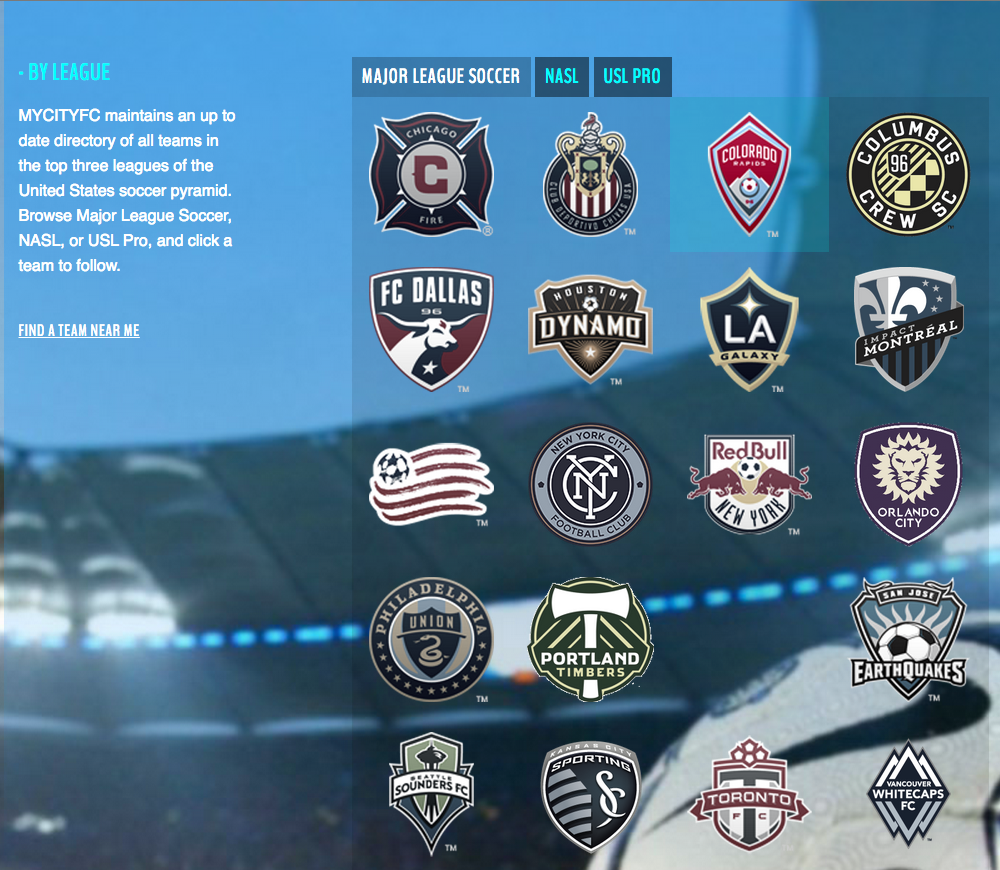 · BY LEAGUE
MYCITYFC maintains an up to
date directory of all teams in
the top three leagues of the
United States soccer pyramid.
Browse Major League Soccer,
NASL, or USL Pro, and click a
team to follow.
FIND A TEAM NEAR ME
MAJOR LEAGUE SOCCER
NASL
USL PRO
CHICAGO
C
FIRE
®
CLUB DEPORTIVO CHIVAS USA
TM
COLORADO
RAPIDS
TM
COLUMBUS
96
CREW SC
FC DALLAS
96
TM
HOUSTON
DYNAMO
TM
LA
GALAXY
TM
IMPACT
MONTRÉAL
TM
NEW YORK CITY
NYC
FOOTBALL CLUB
Red Bull
NEW YORK
TM
ORLANDO
CITY
PHILADELPHIA
UNION
TM
PORTLAND
TIMBERS
SAN JOSE
EARTHQUAKES
TM
SEATTLE
SOUNDERS FC
TM
KANSAS CITY
SPORTING
SC
T
TORONTO
F C
VANCOUVER
WHITECAPS
FC